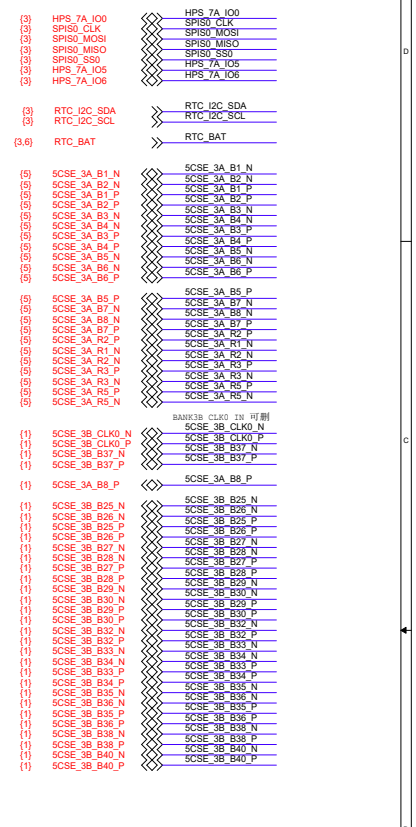 {3} HPS_7A_IO0 HPS_7A_IO0
{3} SPIS0_CLK SPIS0_CLK
{3} SPIS0_MOSI SPIS0_MOSI
{3} SPIS0_MISO SPIS0_MISO
{3} SPIS0_SS0 SPIS0_SS0
{3} HPS_7A_IO5 HPS_7A_IO5
{3} HPS_7A_IO6 HPS_7A_IO6
D
{3} RTC_I2C_SDA RTC_I2C_SDA
{3} RTC_I2C_SCL RTC_I2C_SCL
{3,6} RTC_BAT RTC_BAT
{5} 5CSE_3A_B1_N 5CSE_3A_B1_N
{5} 5CSE_3A_B2_N 5CSE_3A_B2_N
{5} 5CSE_3A_B1_P 5CSE_3A_B1_P
{5} 5CSE_3A_B2_P 5CSE_3A_B2_P
{5} 5CSE_3A_B3_N 5CSE_3A_B3_N
{5} 5CSE_3A_B4_N 5CSE_3A_B4_N
{5} 5CSE_3A_B3_P 5CSE_3A_B3_P
{5} 5CSE_3A_B4_P 5CSE_3A_B4_P
{5} 5CSE_3A_B5_N 5CSE_3A_B5_N
{5} 5CSE_3A_B6_N 5CSE_3A_B6_N
{5} 5CSE_3A_B6_P 5CSE_3A_B6_P
{5} 5CSE_3A_B5_P 5CSE_3A_B5_P
{5} 5CSE_3A_B7_N 5CSE_3A_B7_N
{5} 5CSE_3A_B8_N 5CSE_3A_B8_N
{5} 5CSE_3A_B7_P 5CSE_3A_B7_P
{5} 5CSE_3A_R2_P 5CSE_3A_R2_P
{5} 5CSE_3A_R1_N 5CSE_3A_R1_N
{5} 5CSE_3A_R2_N 5CSE_3A_R2_N
{5} 5CSE_3A_R3_P 5CSE_3A_R3_P
{5} 5CSE_3A_R3_N 5CSE_3A_R3_N
{5} 5CSE_3A_R5_P 5CSE_3A_R5_P
{5} 5CSE_3A_R5_N 5CSE_3A_R5_N
BANK3B CLK0 IN 可删
{1} 5CSE_3B_CLK0_N 5CSE_3B_CLK0_N
{1} 5CSE_3B_CLK0_P 5CSE_3B_CLK0_P
{1} 5CSE_3B_B37_N 5CSE_3B_B37_N
{1} 5CSE_3B_B37_P 5CSE_3B_B37_P
C
{1} 5CSE_3A_B8_P 5CSE_3A_B8_P
{1} 5CSE_3B_B25_N 5CSE_3B_B25_N
{1} 5CSE_3B_B26_N 5CSE_3B_B26_N
{1} 5CSE_3B_B25_P 5CSE_3B_B25_P
{1} 5CSE_3B_B26_P 5CSE_3B_B26_P
{1} 5CSE_3B_B27_N 5CSE_3B_B27_N
{1} 5CSE_3B_B28_N 5CSE_3B_B28_N
{1} 5CSE_3B_B27_P 5CSE_3B_B27_P
{1} 5CSE_3B_B28_P 5CSE_3B_B28_P
{1} 5CSE_3B_B29_N 5CSE_3B_B29_N
{1} 5CSE_3B_B30_N 5CSE_3B_B30_N
{1} 5CSE_3B_B29_P 5CSE_3B_B29_P
{1} 5CSE_3B_B30_P 5CSE_3B_B30_P
{1} 5CSE_3B_B32_N 5CSE_3B_B32_N
{1} 5CSE_3B_B32_P 5CSE_3B_B32_P
{1} 5CSE_3B_B33_N 5CSE_3B_B33_N
{1} 5CSE_3B_B34_N 5CSE_3B_B34_N
{1} 5CSE_3B_B33_P 5CSE_3B_B33_P
{1} 5CSE_3B_B34_P 5CSE_3B_B34_P
{1} 5CSE_3B_B35_N 5CSE_3B_B35_N
{1} 5CSE_3B_B36_N 5CSE_3B_B36_N
{1} 5CSE_3B_B35_P 5CSE_3B_B35_P
{1} 5CSE_3B_B36_P 5CSE_3B_B36_P
{1} 5CSE_3B_B38_N 5CSE_3B_B38_N
{1} 5CSE_3B_B38_P 5CSE_3B_B38_P
{1} 5CSE_3B_B40_N 5CSE_3B_B40_N
{1} 5CSE_3B_B40_P 5CSE_3B_B40_P